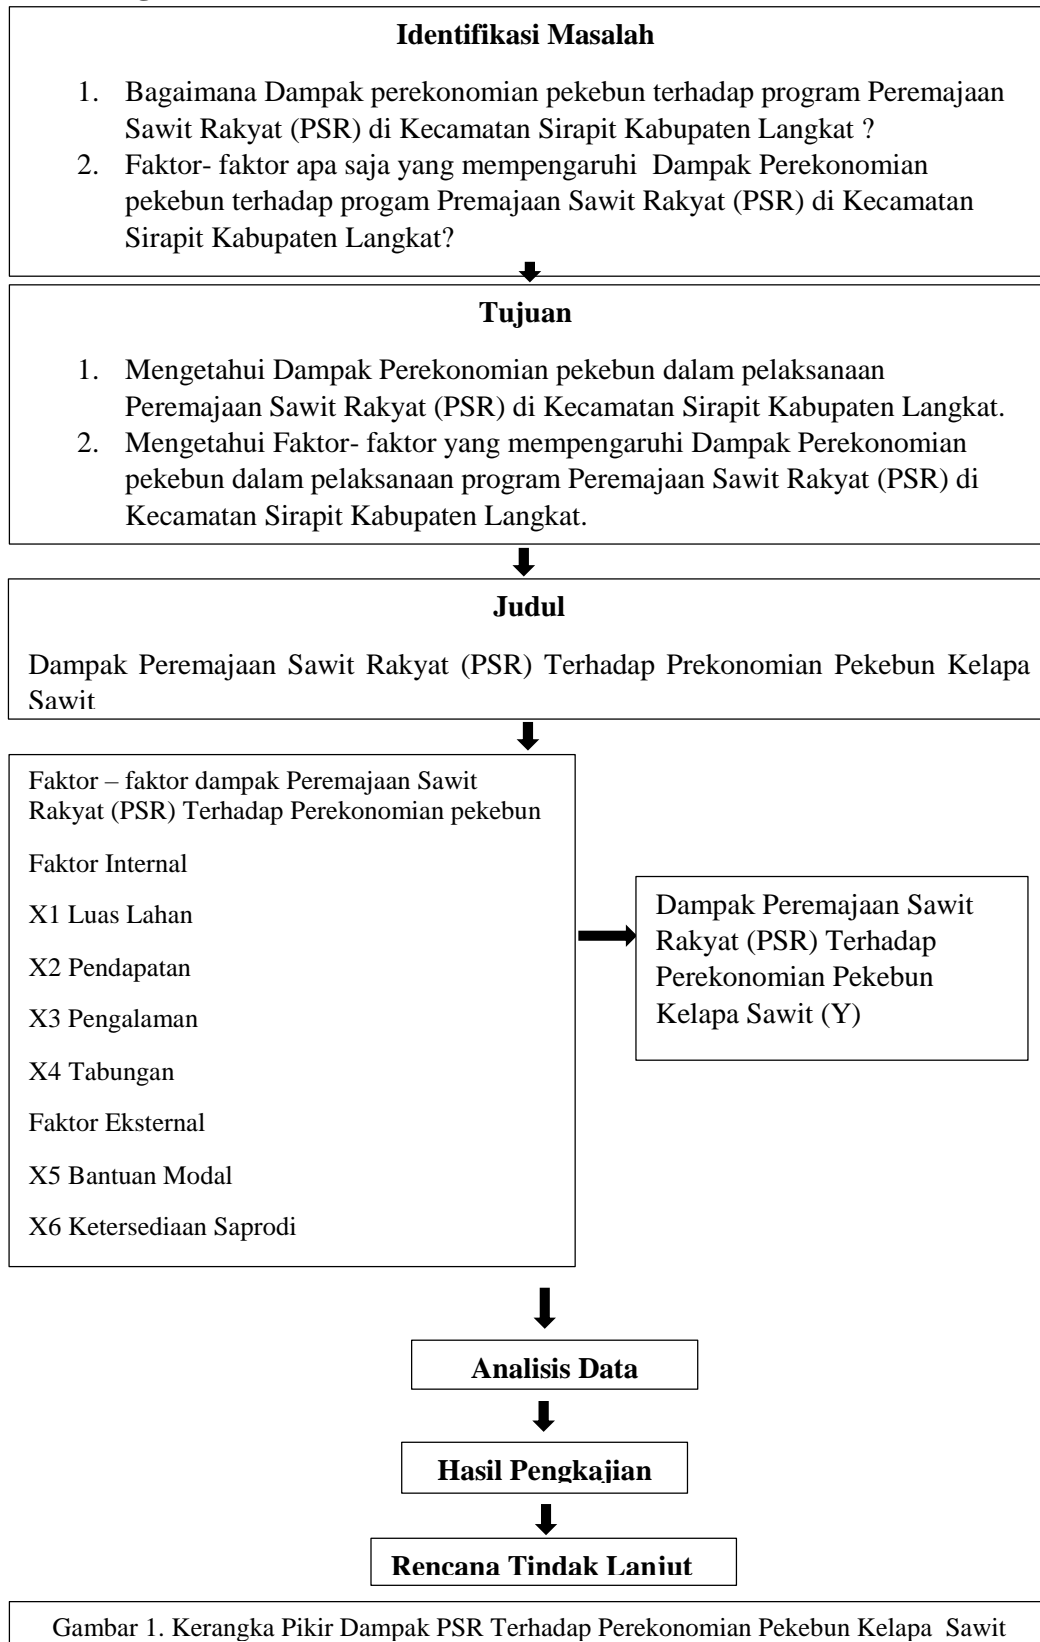 Identifikasi Masalah
1. Bagaimana Dampak perekonomian pekebun terhadap program Peremajaan
Sawit Rakyat (PSR) di Kecamatan Sirapit Kabupaten Langkat ?
2. Faktor- faktor apa saja yang mempengaruhi Dampak Perekonomian
pekebun terhadap progam Premajaan Sawit Rakyat (PSR) di Kecamatan
Sirapit Kabupaten Langkat?
Tujuan
1. Mengetahui Dampak Perekonomian pekebun dalam pelaksanaan
Peremajaan Sawit Rakyat (PSR) di Kecamatan Sirapit Kabupaten Langkat.
2. Mengetahui Faktor- faktor yang mempengaruhi Dampak Perekonomian
pekebun dalam pelaksanaan program Peremajaan Sawit Rakyat (PSR) di
Kecamatan Sirapit Kabupaten Langkat.
Judul
Dampak Peremajaan Sawit Rakyat (PSR) Terhadap Prekonomian Pekebun Kelapa
Sawit
Faktor – faktor dampak Peremajaan Sawit
Rakyat (PSR) Terhadap Perekonomian pekebun
Faktor Internal
X1 Luas Lahan
X2 Pendapatan
X3 Pengalaman
X4 Tabungan
Faktor Eksternal
X5 Bantuan Modal
X6 Ketersediaan Saprodi
Dampak Peremajaan Sawit
Rakyat (PSR) Terhadap
Perekonomian Pekebun
Kelapa Sawit (Y)
Analisis Data
Hasil Pengkajian
Rencana Tindak Lanjut
Gambar 1. Kerangka Pikir Dampak PSR Terhadap Perekonomian Pekebun Kelapa Sawit